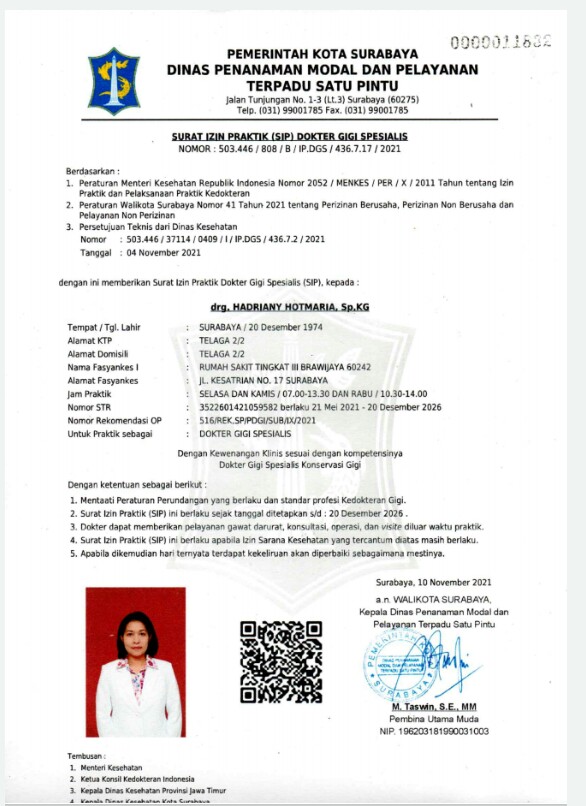 0000011832
PEMERINTAH KOTA SURABAYA
DINAS PENANAMAN MODAL DAN PELAYANAN
TERPADU SATU PINTU
Jalan Tunjungan No. 1-3 (Lt.3) Surabaya (60275)
Telp. (031) 99001785 Fax. (031) 99001785
SURAT IZIN PRAKTIK (SIP) DOKTER GIGI SPESIALIS
NOMOR : 503.446 / 808 / B / IP.DGS / 436.7.17 / 2021
Berdasarkan :
1. Peraturan Menteri Kesehatan Republik Indonesia Nomor 2052 / MENKES / PER / X / 2011 Tahun tentang Izin
Praktik dan Pelaksanaan Praktik Kedokteran
2. Peraturan Walikota Surabaya Nomor 41 Tahun 2021 tentang Perizinan Berusaha, Perizinan Non Berusaha dan
Pelayanan Non Perizinan
3. Persetujuan Teknis dari Dinas Kesehatan
Nomor : 503.446 / 37114 / 0409 / I / IP.DGS / 436.7.2 / 2021
Tanggal : 04 November 2021
dengan ini memberikan Surat Izin Praktik Dokter Gigi Spesialis (SIP), kepada :
drg. HADRIANY HOTMARIA, Sp.KG
Tempat / Tgl. Lahir : SURABAYA / 20 Desember 1974
Alamat KTP : TELAGA 2/2
Alamat Domisili : TELAGA 2/2
Nama Fasyankes I : RUMAH SAKIT TINGKAT III BRAWIJAYA 60242
Alamat Fasyankes : JL. KESATRIAN NO. 17 SURABAYA
Jam Praktik : SELASA DAN KAMIS / 07.00-13.30 DAN RABU / 10.30-14.00
Nomor STR : 3522601421059582 berlaku 21 Mei 2021 - 20 Desember 2026
Nomor Rekomendasi OP : 516/REK.SP/PDGI/SUB/IX/2021
Untuk Praktik sebagai : DOKTER GIGI SPESIALIS
Dengan Kewenangan Klinis sesuai dengan kompetensinya
Dokter Gigi Spesialis Konservasi Gigi
Dengan ketentuan sebagai berikut :
1. Mentaati Peraturan Perundangan yang berlaku dan standar profesi Kedokteran Gigi.
2. Surat Izin Praktik (SIP) ini berlaku sejak tanggal ditetapkan s/d : 20 Desember 2026 .
3. Dokter dapat memberikan pelayanan gawat darurat, konsultasi, operasi, dan visite diluar waktu praktik.
4. Surat Izin Praktik (SIP) ini berlaku apabila Izin Sarana Kesehatan yang tercantum diatas masih berlaku.
5. Apabila dikemudian hari ternyata terdapat kekeliruan akan diperbaiki sebagaimana mestinya.
Surabaya, 10 November 2021
a.n. WALIKOTA SURABAYA,
Kepala Dinas Penanaman Modal dan
Pelayanan Terpadu Satu Pintu
PEMERINTAH
DINAS PENANAMAN
MODAL DAN PELAYANAN
TERPADU SATU PINTU
SURABAYA
M. Taswin, S.E., MM
Pembina Utama Muda
NIP. 196203181990031003
Tembusan :
1. Menteri Kesehatan
2. Ketua Konsil Kedokteran Indonesia
3. Kepala Dinas Kesehatan Provinsi Jawa Timur
4. Kepala Dinas Kesehatan Kota Surabaya